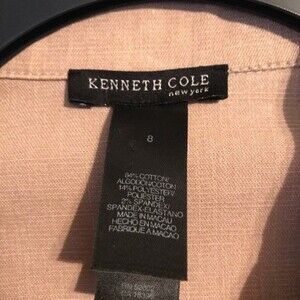 KENNETH COLE
new york
8
84% COTTON/
ALGODON/COTON
14% POLYESTER/
POLIESTER
2% SPANDEX/
SPANDEX-ELASTANO
MADE IN MACAU
HECHO EN MACAO
FABRIQUE A MACAO